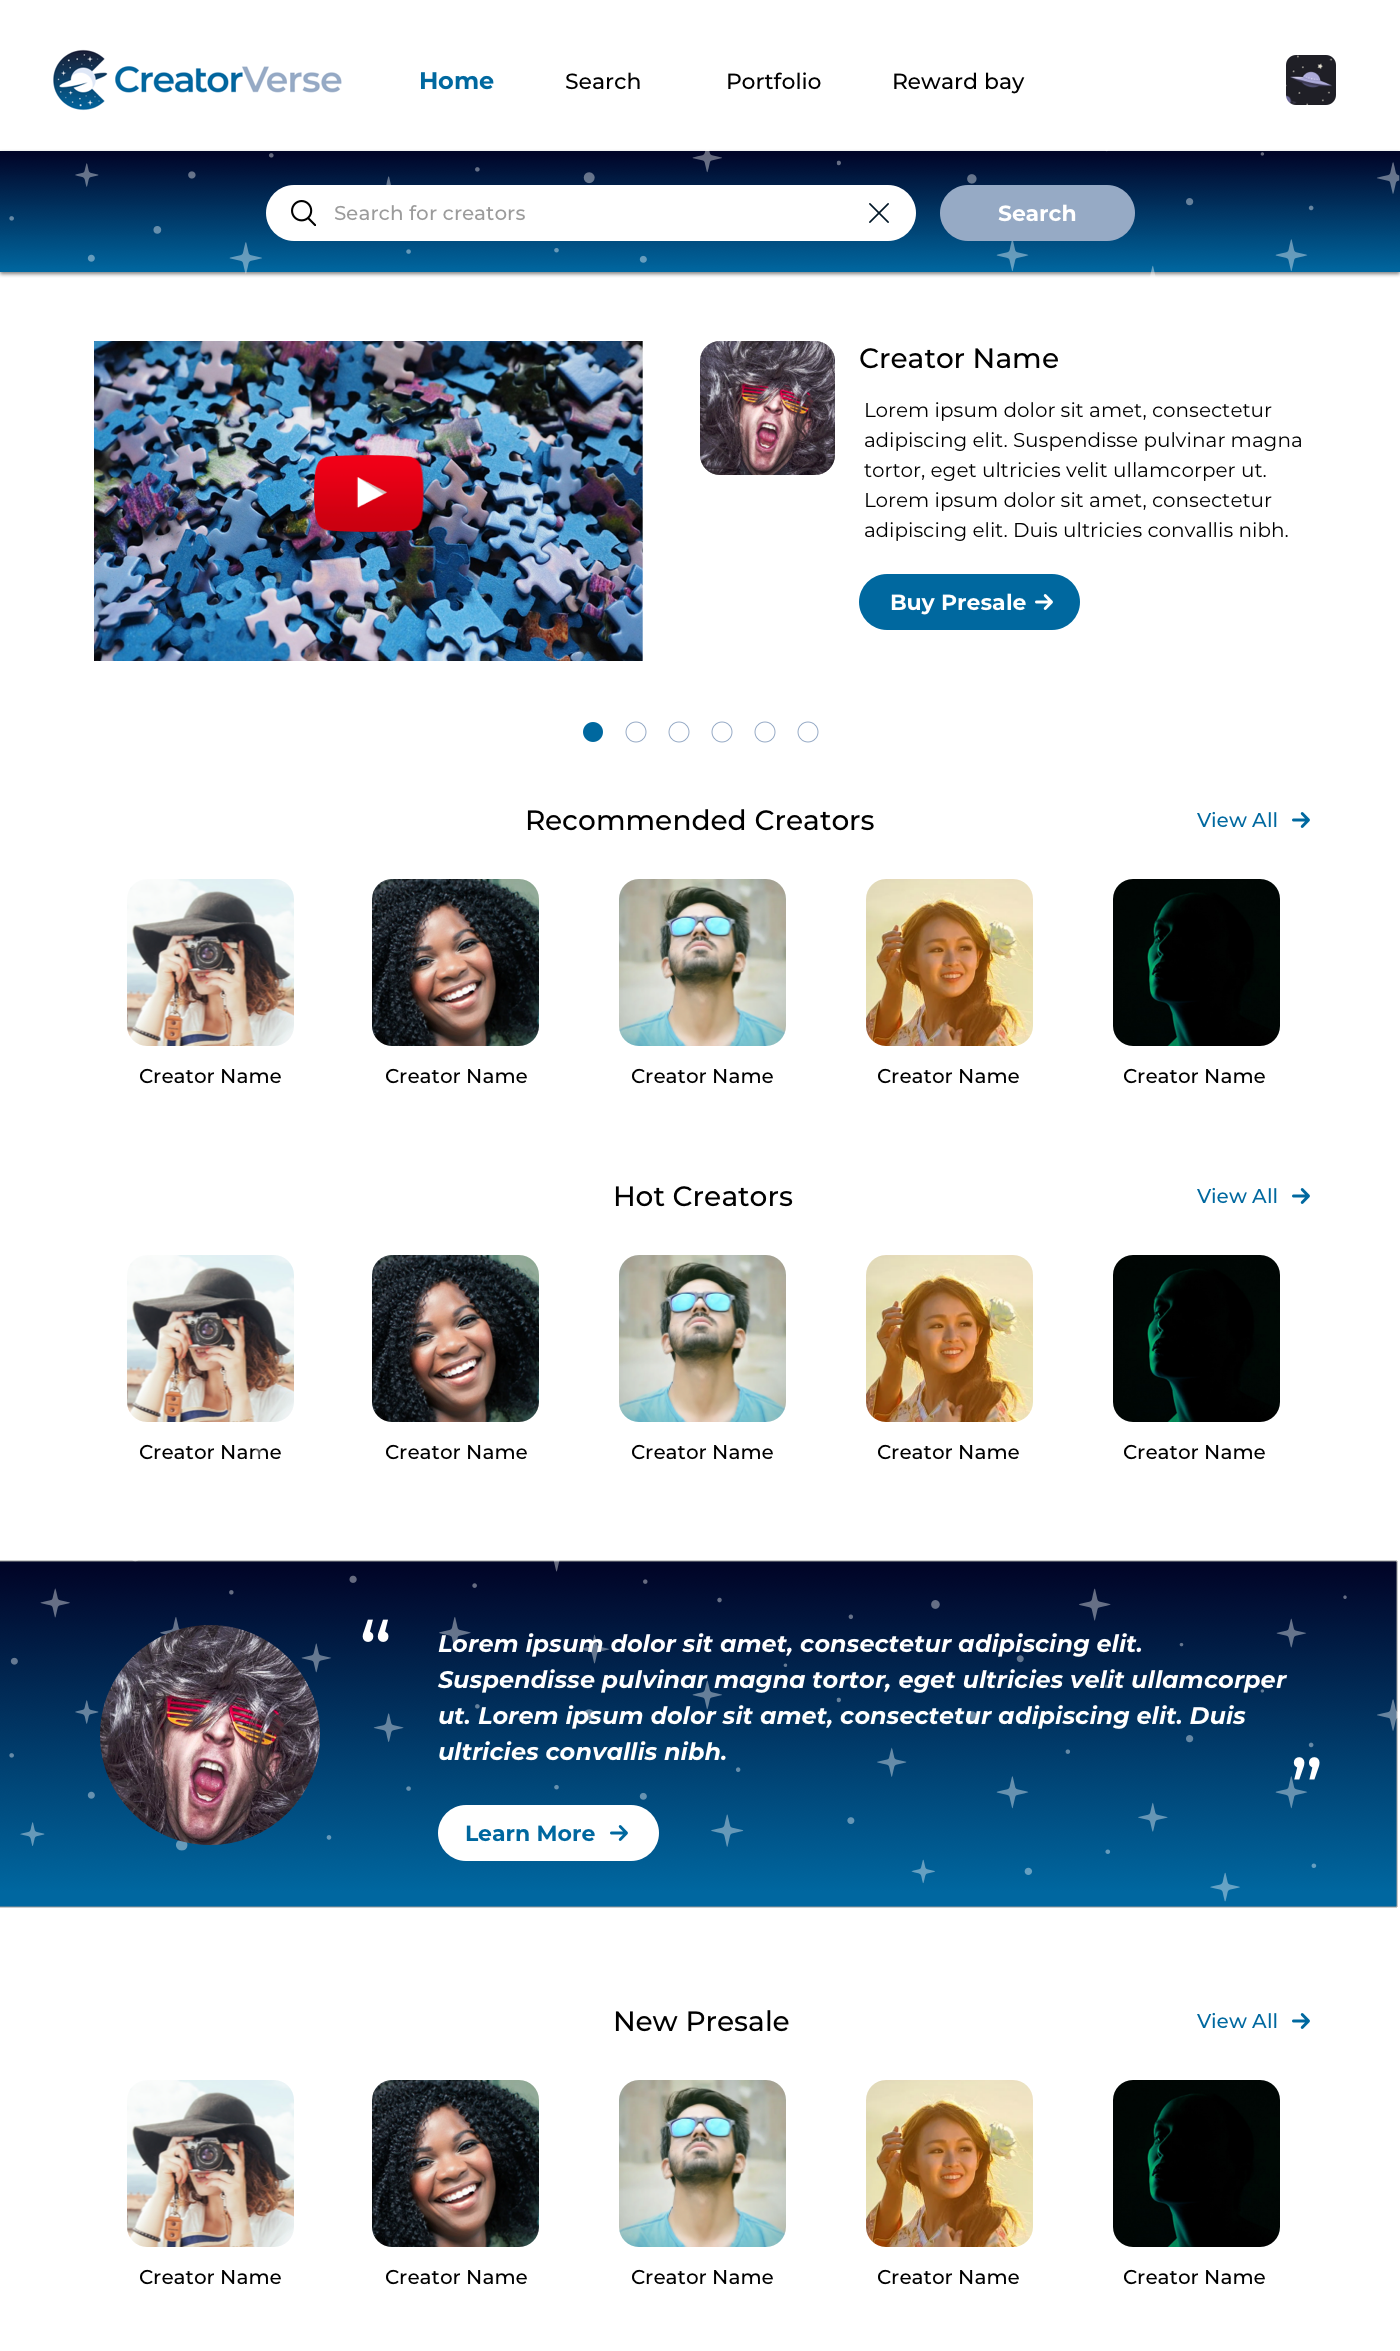 CreatorVerse
Home
Search
Portfolio
Reward bay
Search for creators
Search
Creator Name
Lorem ipsum dolor sit amet, consectetur
adipiscing elit. Suspendisse pulvinar magna
tortor, eget ultricies velit ullamcorper ut.
Lorem ipsum dolor sit amet, consectetur
adipiscing elit. Duis ultricies convallis nibh.
Buy Presale →
Recommended Creators
View All →
Creator Name
Creator Name
Creator Name
Creator Name
Creator Name
Hot Creators
View All →
Creator Name
Creator Name
Creator Name
Creator Name
Creator Name
“ Lorem ipsum dolor sit amet, consectetur adipiscing elit.
Suspendisse pulvinar magna tortor, eget ultricies velit ullamcorper
ut. Lorem ipsum dolor sit amet, consectetur adipiscing elit. Duis
ultricies convallis nibh. ”
Learn More →
New Presale
View All →
Creator Name
Creator Name
Creator Name
Creator Name
Creator Name